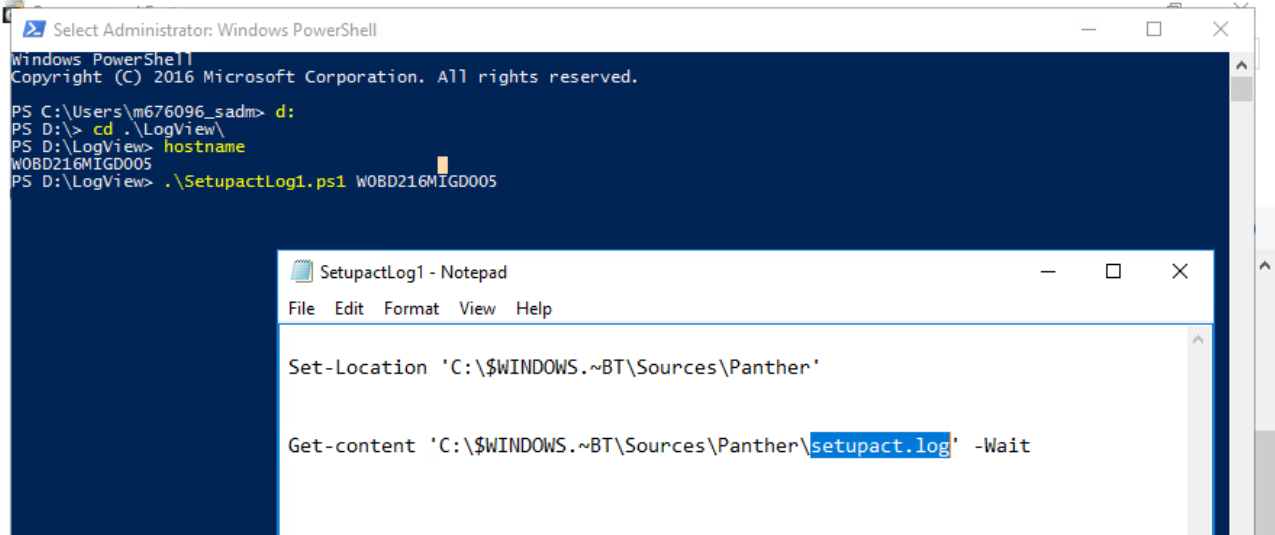 Select Administrator: Windows PowerShell
Windows PowerShell
Copyright (C) 2016 Microsoft Corporation. All rights reserved.
PS C:\Users\m676096_sadm> d:
PS D:\> cd .\LogView\
PS D:\LogView> hostname
WOBD216MIGDOO5
PS D:\LogView> .\SetupactLog1.ps1 WOBD216MIGDOO5
SetupactLog1 - Notepad
File Edit Format View Help
Set-Location 'C:\$WINDOWS.~BT\Sources\Panther'
Get-content 'C:\$WINDOWS.~BT\Sources\Panther\setupact.log' -Wait